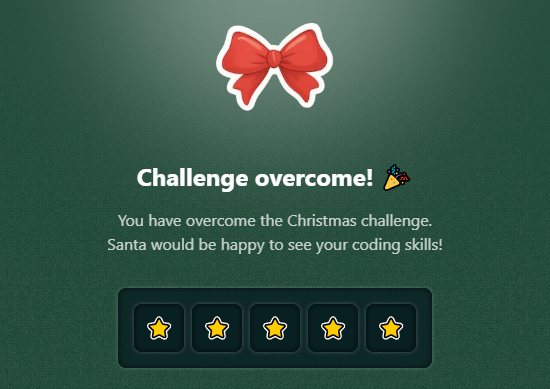 Challenge overcome! 🎉
You have overcome the Christmas challenge.
Santa would be happy to see your coding skills!